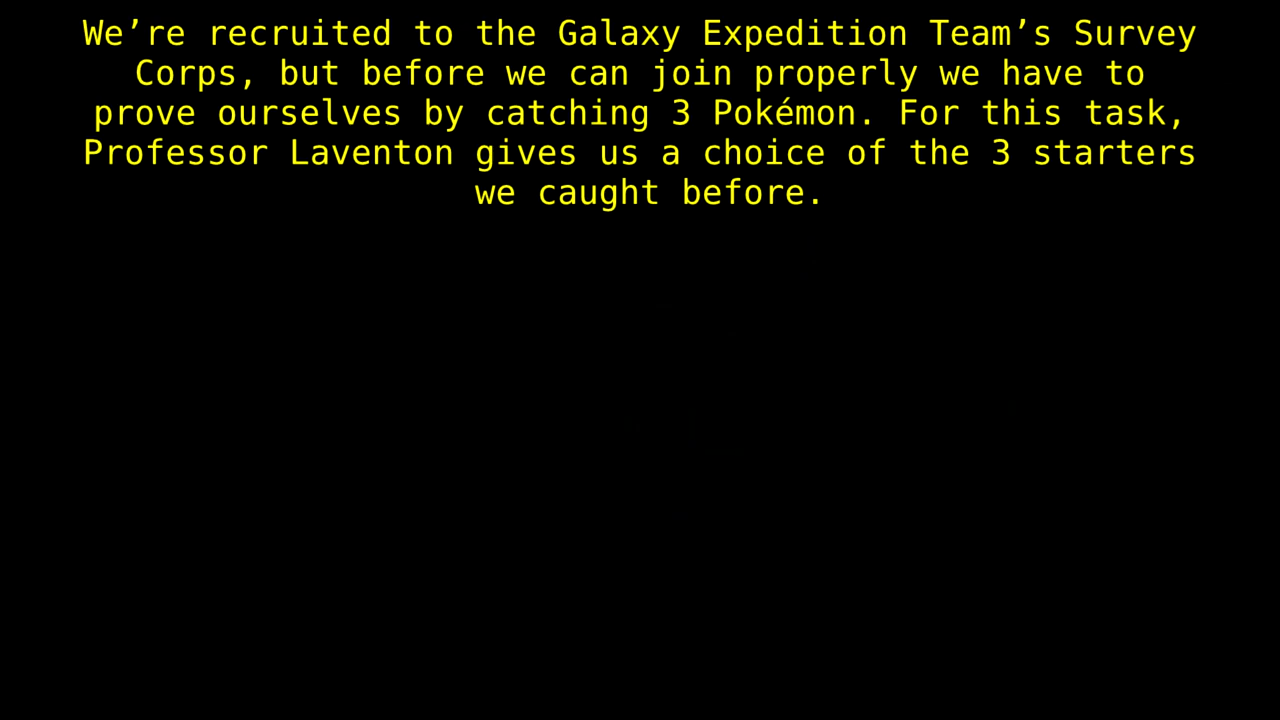 We’re recruited to the Galaxy Expedition Team’s Survey
Corps, but before we can join properly we have to
prove ourselves by catching 3 Pokémon. For this task,
Professor Laventon gives us a choice of the 3 starters
we caught before.